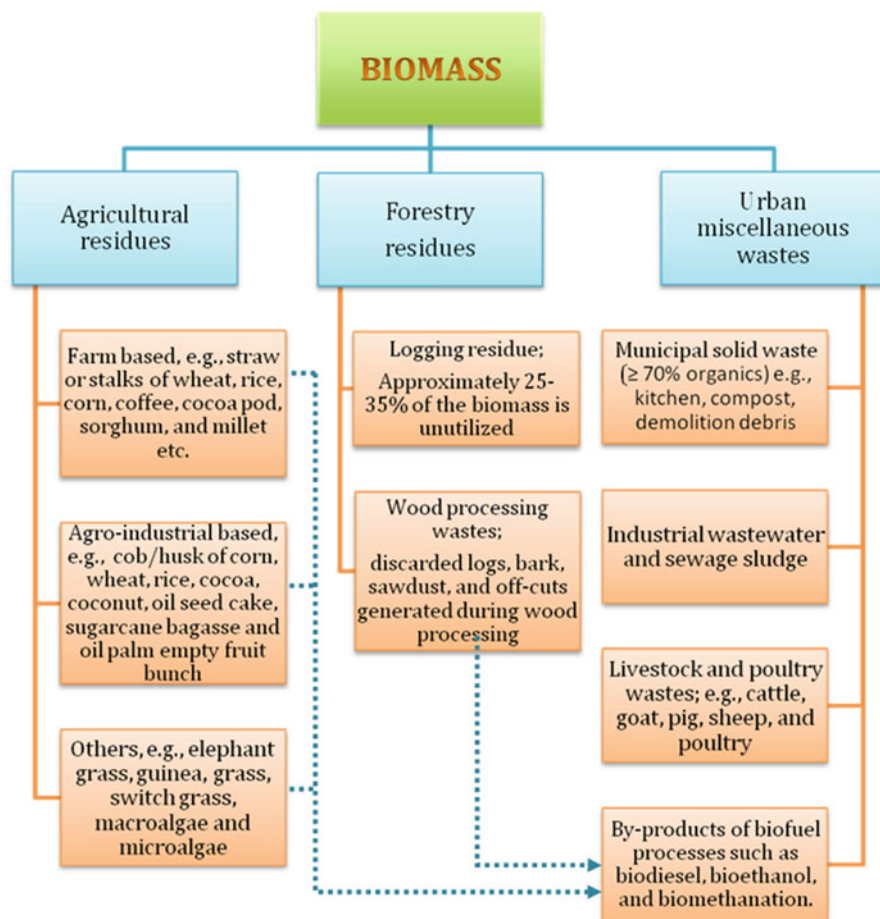 BIOMASS
Agricultural
residues
Forestry
residues
Urban
miscellaneous
wastes
Farm based, e.g., straw
or stalks of wheat, rice,
corn, coffee, cocoa pod,
sorghum, and millet
etc.
Agro-industrial based,
e.g., cob/husk of corn,
wheat, rice, cocoa,
coconut, oil seed cake,
sugarcane bagasse and
oil palm empty fruit
bunch
Others, e.g., elephant
grass, guinea, grass,
switch grass,
macroalgae and
microalgae
Logging residue;
Approximately 25-
35% of the biomass is
unutilized
Wood processing
wastes;
discarded logs, bark,
sawdust, and off-cuts
generated during wood
processing
Municipal solid waste
(≥ 70% organics) e.g.,
kitchen, compost,
demolition debris
Industrial wastewater
and sewage sludge
Livestock and poultry
wastes; e.g., cattle,
goat, pig, sheep, and
poultry
By-products of biofuel
processes such as
biodiesel, bioethanol,
and biomethanation.